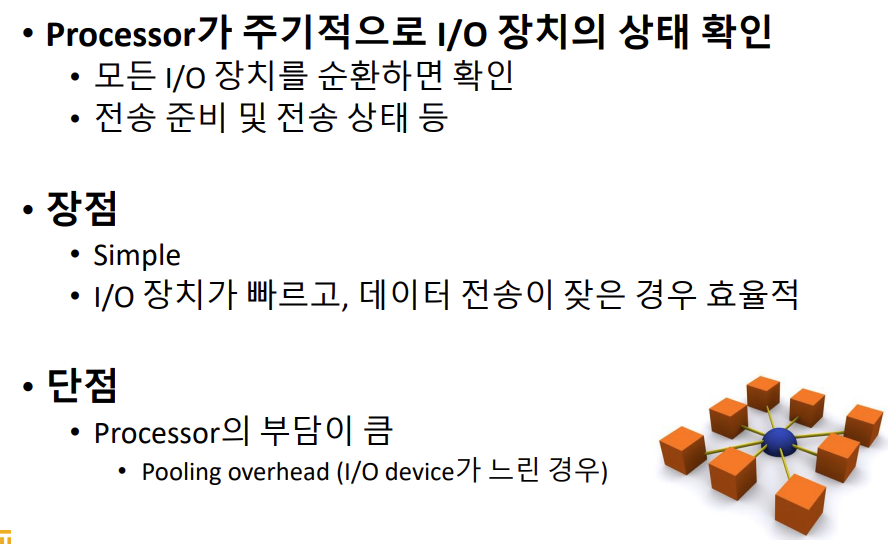 • Processor가 주기적으로 I/O 장치의 상태 확인
• 모든 I/O 장치를 순환하면 확인
• 전송 준비 및 전송 상태 등
• 장점
• Simple
• I/O 장치가 빠르고, 데이터 전송이 잦은 경우 효율적
• 단점
• Processor의 부담이 큼
• Pooling overhead (I/O device가 느린 경우)